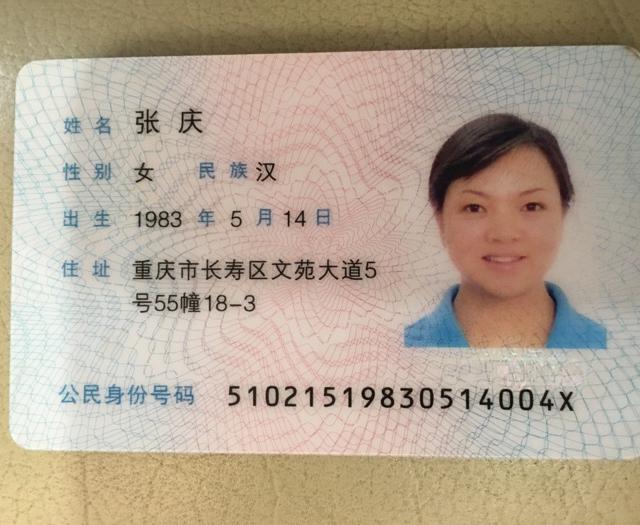 姓名 张庆
性别 女 民族 汉
出生 1983 年 5 月 14 日
住址 重庆市长寿区文苑大道5
号55幢18-3
公民身份号码 51021519830514004X